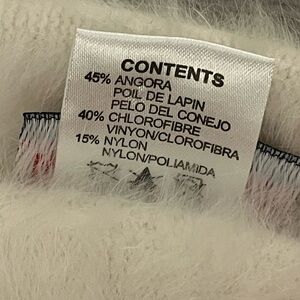 CONTENTS
45% ANGORA
POIL DE LAPIN
PELO DEL CONEJO
40% CHLOROFIBRE
VINYON/CLOROFIBRA
15% NYLON
NYLON/POLIAMIDA